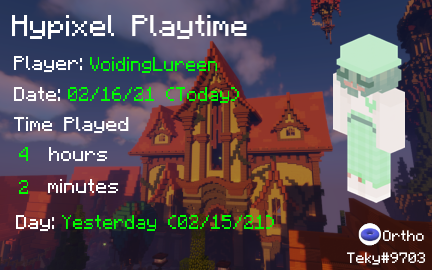 Hypixel Playtime
Player: VoidingLureen
Date: 02/16/21 (Today)
Time Played
4 hours
2 minutes
Day: Yesterday (02/15/21)
Ortho
Teky#9703